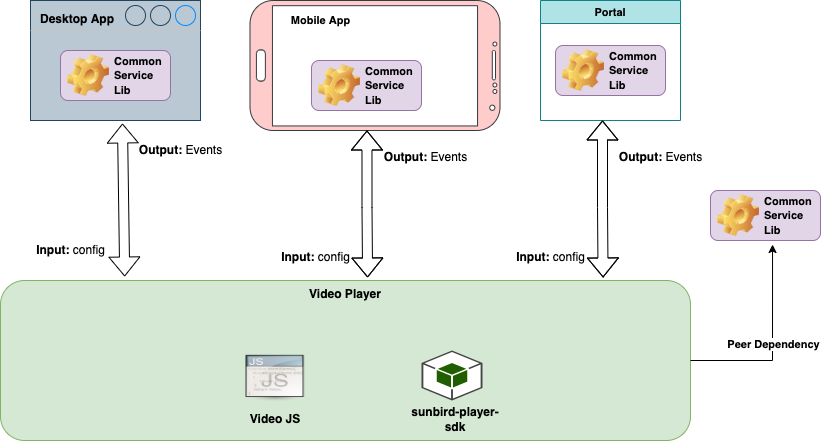 Desktop App
Mobile App
Portal
Common
Service
Lib
Common
Service
Lib
Common
Service
Lib
Output: Events
Output: Events
Output: Events
Common
Service
Lib
Input: config
Input: config
Input: config
Video Player
Peer Dependency
JS
JS
Video JS
sunbird-player-
sdk